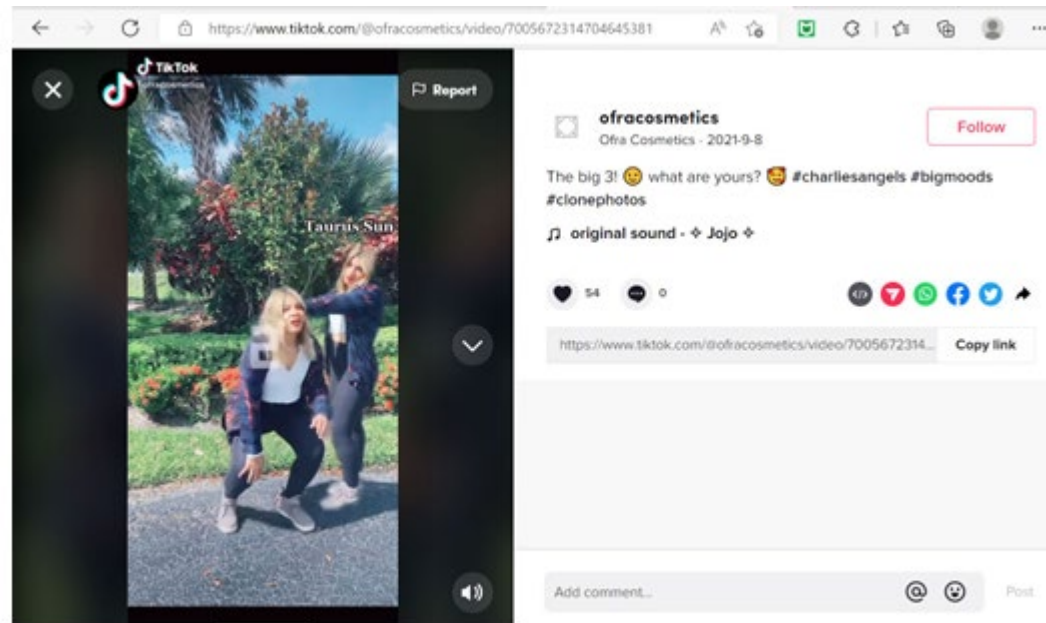 https://www.tiktok.com/@ofracosmetics/video/7005672314704645381
TikTok
@ofracosmetics
Report
Taurus Sun
ofracosmetics
Ofra Cosmetics · 2021-9-8
Follow
The big 3! 🥲 what are yours? 🥰 #charliesangels #bigmoods
#clonephotos
original sound - ✧ Jojo ✧
54
0
https://www.tiktok.com/@ofracosmetics/video/7005672314...
Copy link
Add comment...
Post